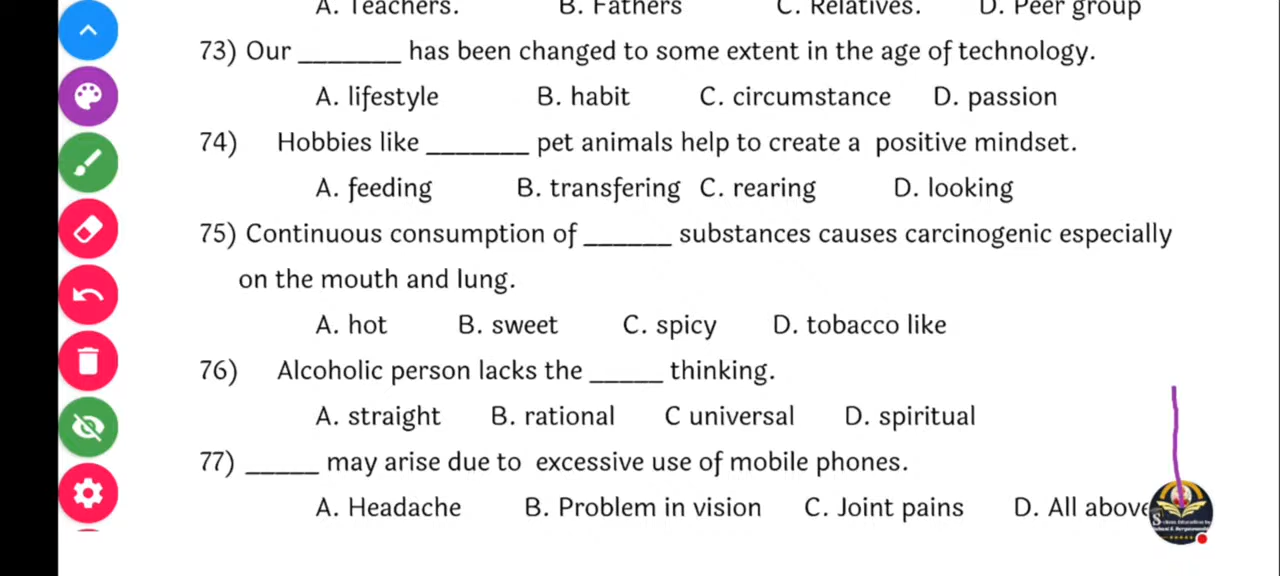 A. Teachers. B. Fathers C. Relatives. D. Peer group
73) Our _______ has been changed to some extent in the age of technology.
A. lifestyle B. habit C. circumstance D. passion
74) Hobbies like _______ pet animals help to create a positive mindset.
A. feeding B. transfering C. rearing D. looking
75) Continuous consumption of ______ substances causes carcinogenic especially
on the mouth and lung.
A. hot B. sweet C. spicy D. tobacco like
76) Alcoholic person lacks the _____ thinking.
A. straight B. rational C universal D. spiritual
77) _____ may arise due to excessive use of mobile phones.
A. Headache B. Problem in vision C. Joint pains D. All above